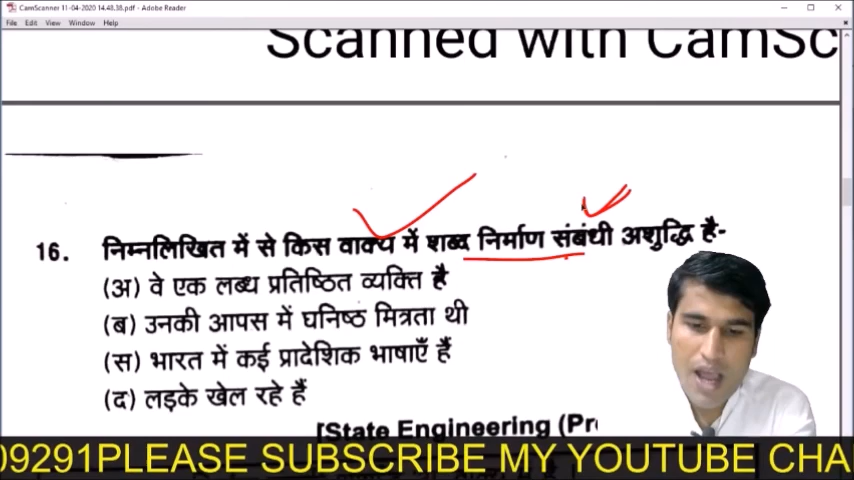 CamScanner 11-04-2020 14.48.38.pdf - Adobe Reader
File Edit View Window Help
Scanned with CamSc
16. निम्नलिखित में से किस वाक्य में शब्द निर्माण संबंधी अशुद्धि है-
(अ) वे एक लब्ध प्रतिष्ठित व्यक्ति है
(ब) उनकी आपस में घनिष्ठ मित्रता थी
(स) भारत में कई प्रादेशिक भाषाएँ हैं
(द) लड़के खेल रहे हैं
[State Engineering (Pr
09291PLEASE SUBSCRIBE MY YOUTUBE CHA